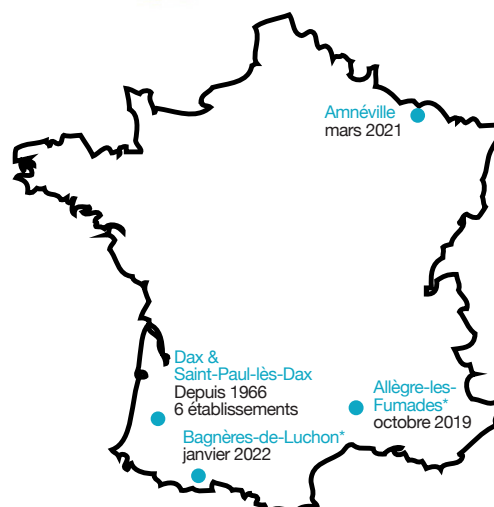 Amnéville
mars 2021
Dax &
Saint-Paul-lès-Dax
Depuis 1966
6 établissements
Allègre-les-
Fumades*
octobre 2019
Bagnères-de-Luchon*
janvier 2022